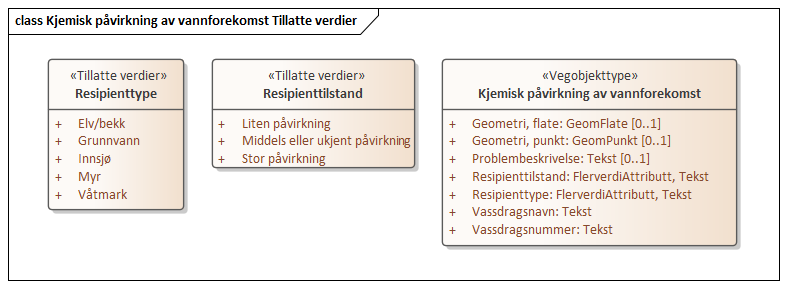 class Kjemisk påvirkning av vannforekomst Tillatte verdier
«Tillatte verdier»
Resipienttype
+ Elv/bekk
+ Grunnvann
+ Innsjø
+ Myr
+ Våtmark
«Tillatte verdier»
Resipienttilstand
+ Liten påvirkning
+ Middels eller ukjent påvirkning
+ Stor påvirkning
«Vegobjekttype»
Kjemisk påvirkning av vannforekomst
+ Geometri, flate: GeomFlate [0..1]
+ Geometri, punkt: GeomPunkt [0..1]
+ Problembeskrivelse: Tekst [0..1]
+ Resipienttilstand: FlerverdiAttributt, Tekst
+ Resipienttype: FlerverdiAttributt, Tekst
+ Vassdragsnavn: Tekst
+ Vassdragsnummer: Tekst